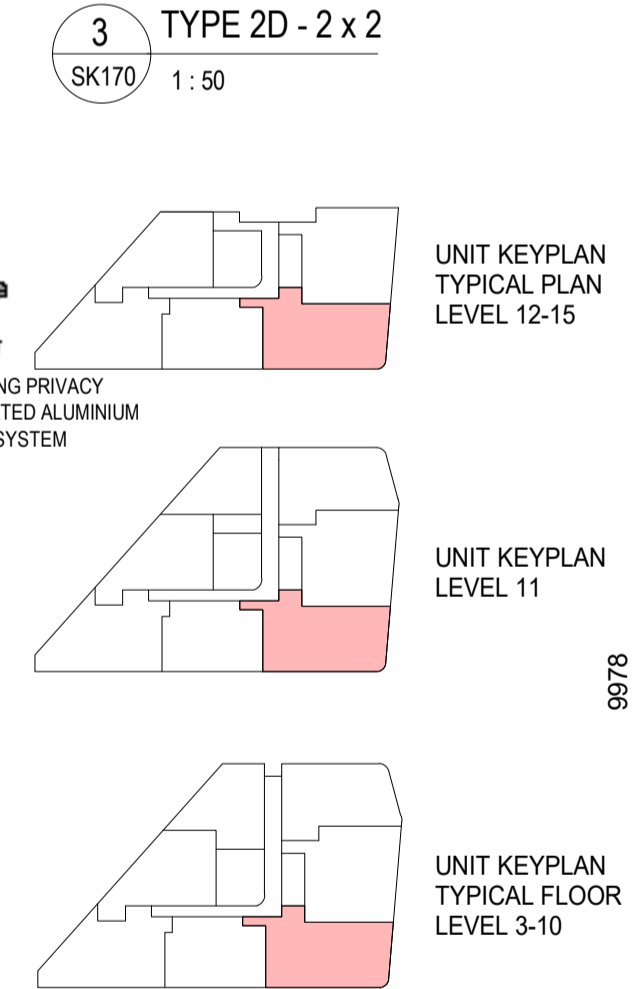 3
TYPE 2D - 2 x 2
SK170
1 : 50
UNIT KEYPLAN
TYPICAL PLAN
LEVEL 12-15
NG PRIVACY
TED ALUMINIUM
SYSTEM
UNIT KEYPLAN
LEVEL 11
9978
UNIT KEYPLAN
TYPICAL FLOOR
LEVEL 3-10